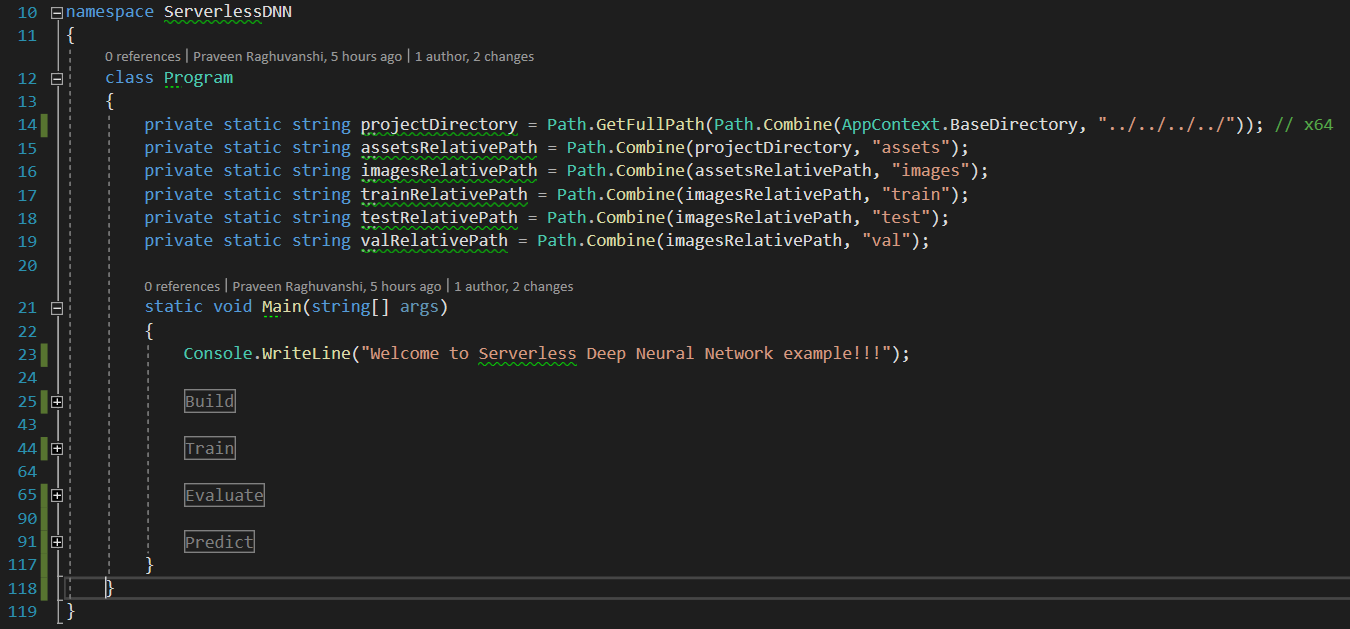 10 namespace ServerlessDNN
11 {
0 references | Praveen Raghuvanshi, 5 hours ago | 1 author, 2 changes
12 class Program
13 {
14 private static string projectDirectory = Path.GetFullPath(Path.Combine(AppContext.BaseDirectory, "../../../../")); // x64
15 private static string assetsRelativePath = Path.Combine(projectDirectory, "assets");
16 private static string imagesRelativePath = Path.Combine(assetsRelativePath, "images");
17 private static string trainRelativePath = Path.Combine(imagesRelativePath, "train");
18 private static string testRelativePath = Path.Combine(imagesRelativePath, "test");
19 private static string valRelativePath = Path.Combine(imagesRelativePath, "val");
20
0 references | Praveen Raghuvanshi, 5 hours ago | 1 author, 2 changes
21 static void Main(string[] args)
22 {
23 Console.WriteLine("Welcome to Serverless Deep Neural Network example!!!");
24
25 Build
43
44 Train
64
65 Evaluate
90
91 Predict
117 }
118 }
119 }